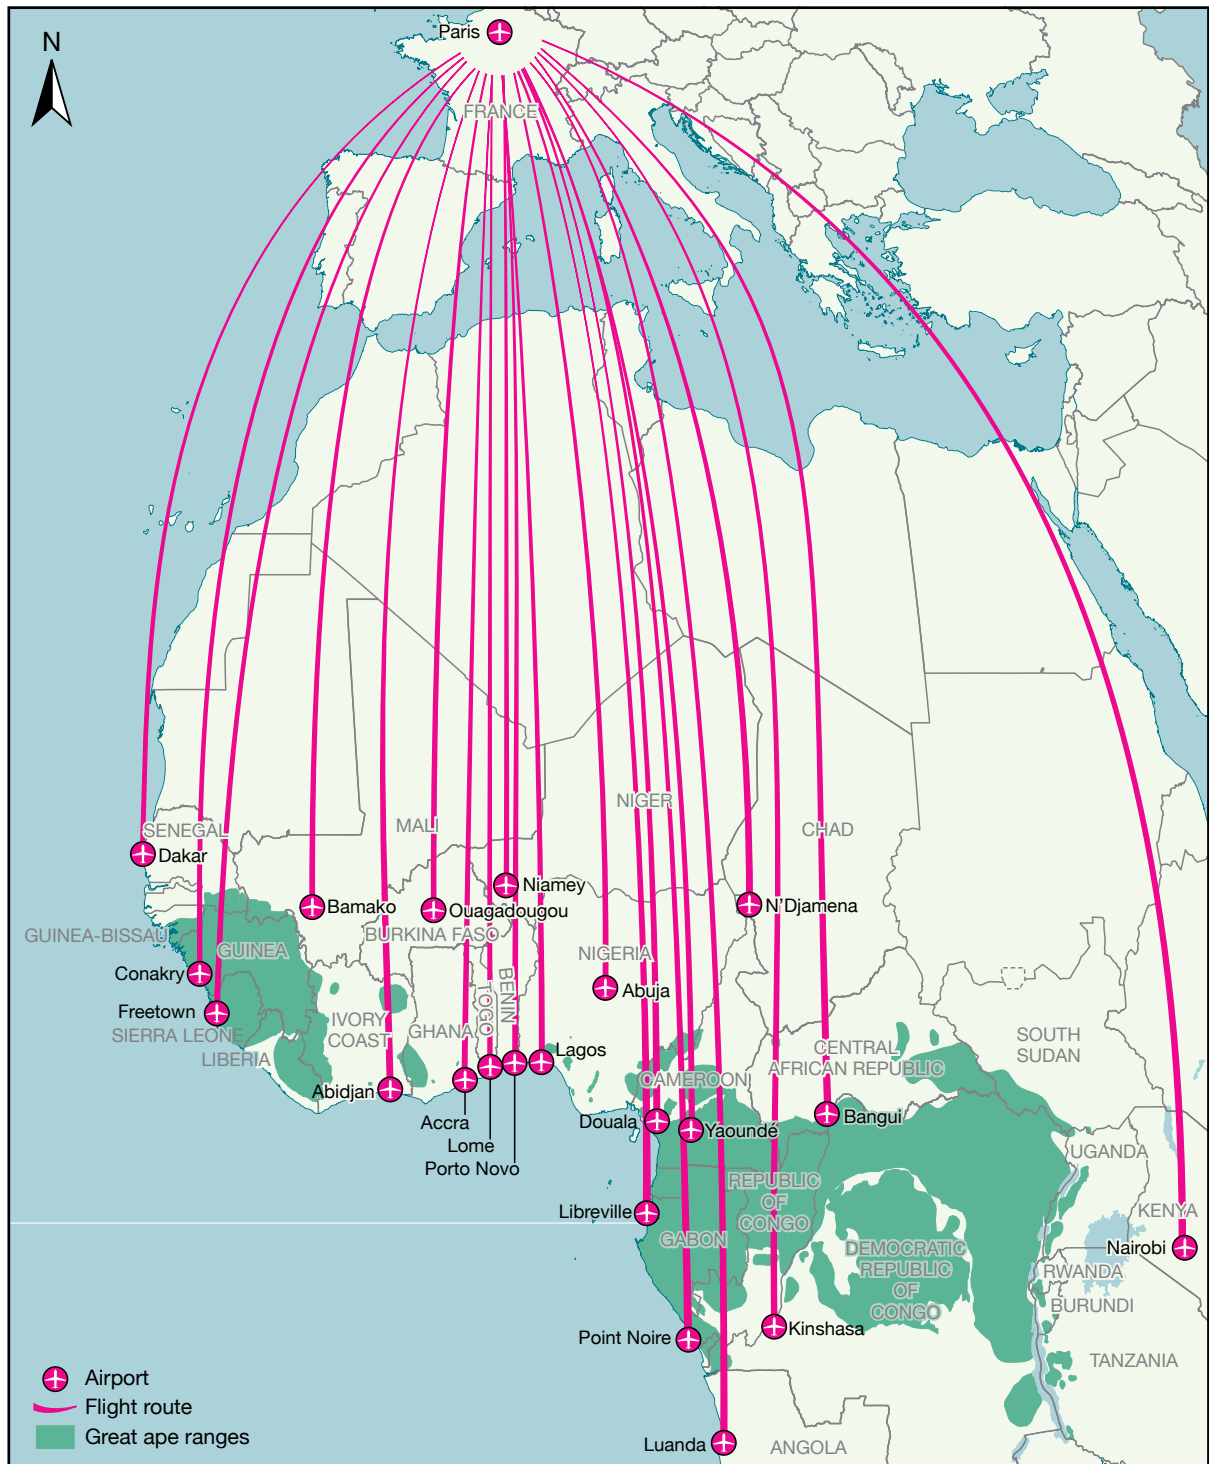 Paris
N
FRANCE
NIGER
SENEGAL
MALI
CHAD
Dakar
Niamey
Bamako
Ouagadougou
N'Djamena
GUINEA-BISSAU
BURKINA FASO
GUINEA
NIGERIA
Conakry
BENIN
Abuja
TOGO
Freetown
IVORY
COAST
GHANA
SIERRA LEONE
LIBERIA
Lagos
CENTRAL
AFRICAN REPUBLIC
SOUTH
SUDAN
CAMEROON
Abidjan
Accra
Douala
Yaoundé
Bangui
Lome
Porto Novo
UGANDA
REPUBLIC
OF
CONGO
Libreville
KENYA
GABON
DEMOCRATIC
REPUBLIC
OF
CONGO
Nairobi
RWANDA
BURUNDI
Kinshasa
Point Noire
TANZANIA
Airport
Flight route
Great ape ranges
Luanda
ANGOLA